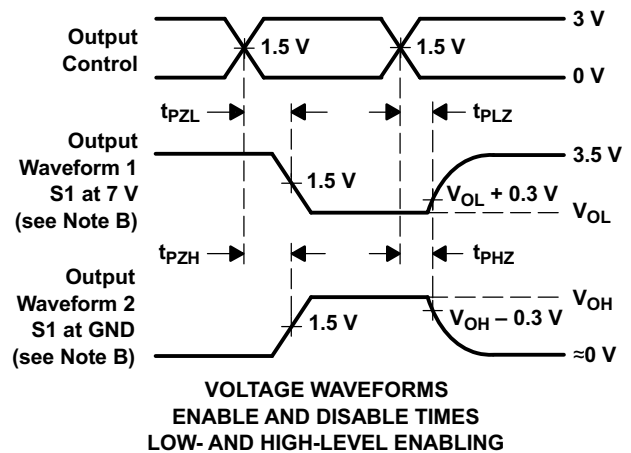 Output
Control
3 V
1.5 V
1.5 V
0 V
tPZL
tPLZ
Output
Waveform 1
S1 at 7 V
(see Note B)
3.5 V
1.5 V
VOL + 0.3 V
VOL
tPZH
tPHZ
Output
Waveform 2
S1 at GND
(see Note B)
VOH
1.5 V
VOH – 0.3 V
≈0 V
VOLTAGE WAVEFORMS
ENABLE AND DISABLE TIMES
LOW- AND HIGH-LEVEL ENABLING